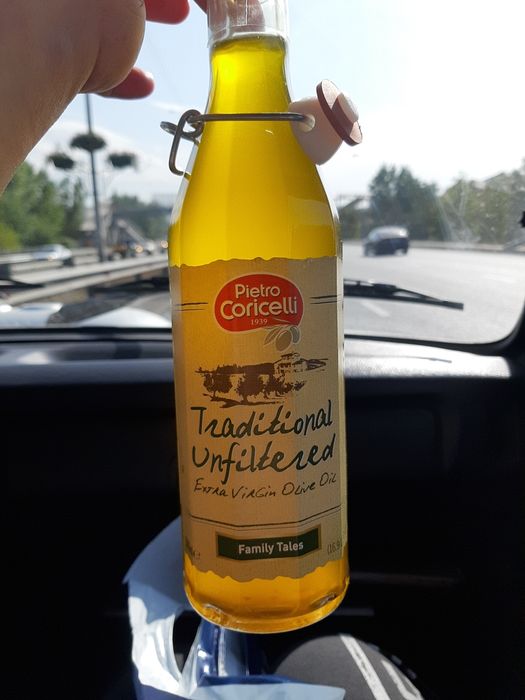 Pietro
Coricelli
1939
Traditional
Unfiltered
Extra Virgin Olive Oil
Family Tales